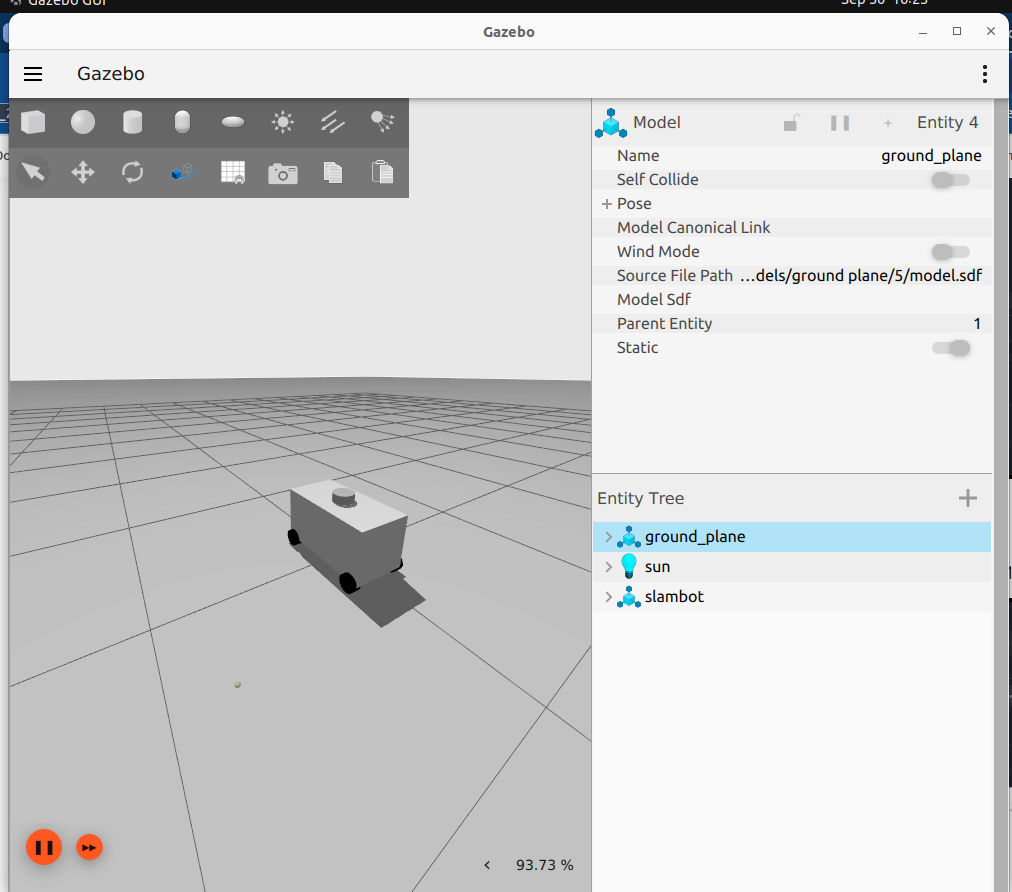 Gazebo GUI
Sep 30 16:25
Gazebo
Gazebo
Model
Entity 4
Name
ground_plane
Self Collide
Pose
Model Canonical Link
Wind Mode
Source File Path
…dels/ground plane/5/model.sdf
Model Sdf
Parent Entity
1
Static
Entity Tree
ground_plane
sun
slambot
93.73 %